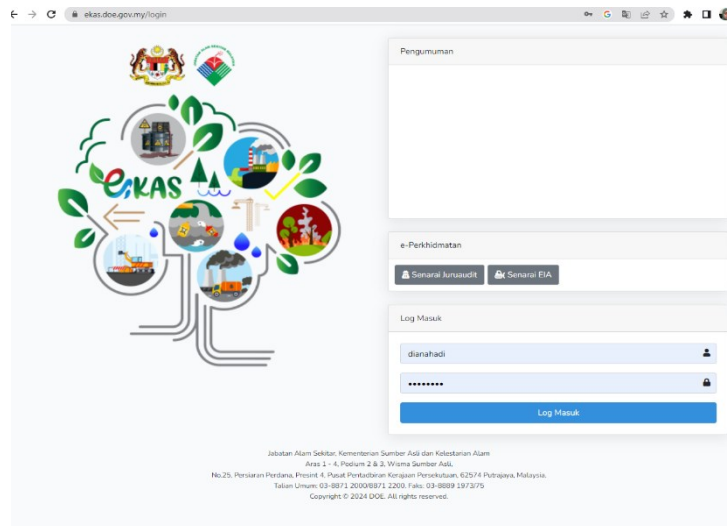 ekas.doe.gov.my/login
eKAS
Pengumuman
e-Perkhidmatan
Senarai Juruaudit
Senarai EIA
Log Masuk
dianahadi
••••••••
Log Masuk
Jabatan Alam Sekitar, Kementerian Sumber Asli dan Kelestarian Alam
Aras 1 - 4, Podium 2 & 3, Wisma Sumber Asli,
No.25, Persiaran Perdana, Presint 4, Pusat Pentadbiran Kerajaan Persekutuan, 62574 Putrajaya, Malaysia.
Talian Umum: 03-8871 2000/8871 2200. Faks: 03-8889 1973/75
Copyright © 2024 DOE. All rights reserved.